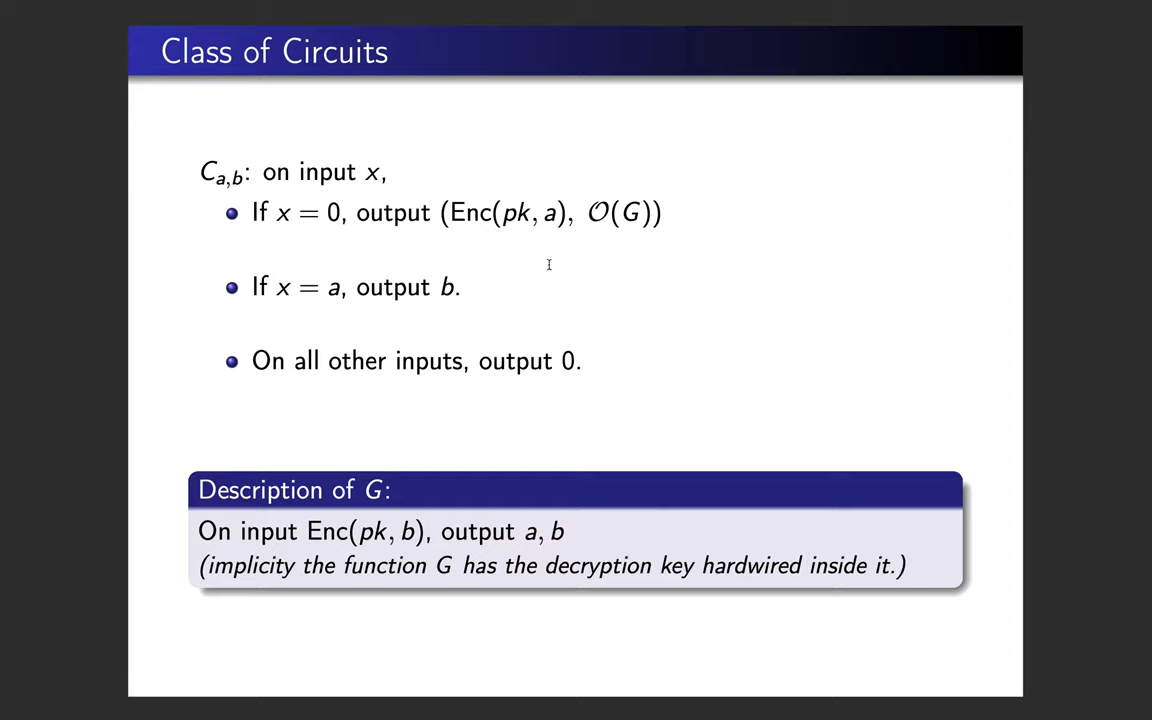 Class of Circuits
C_{a,b}: on input x,
If x = 0, output (Enc(pk, a), 𝒪(G))
If x = a, output b.
On all other inputs, output 0.
Description of G:
On input Enc(pk, b), output a, b
(implicity the function G has the decryption key hardwired inside it.)